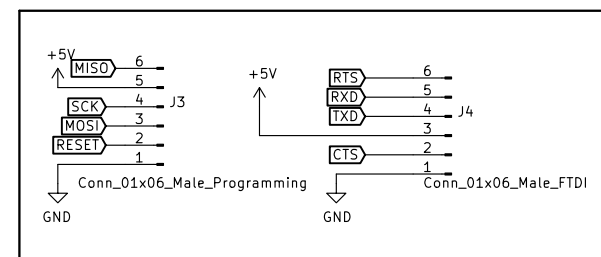 +5V
MISO 6
5
SCK 4 J3
MOSI 3
RESET 2
1
Conn_01x06_Male_Programming
GND
+5V
RTS 6
RXD 5
TXD 4 J4
3
CTS 2
1
Conn_01x06_Male_FTDI
GND